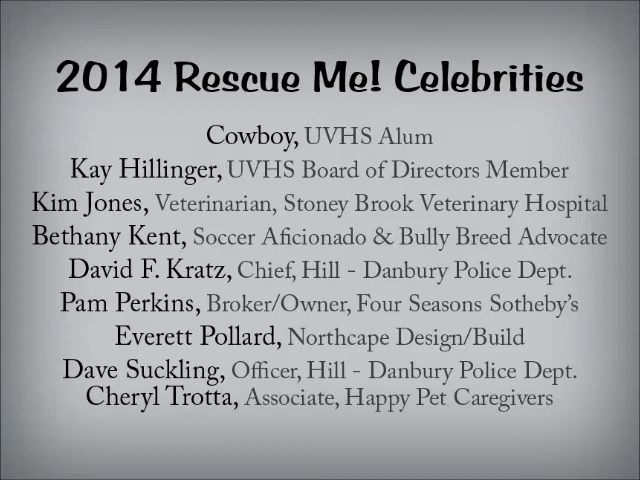 2014 Rescue Me! Celebrities
Cowboy, UVHS Alum
Kay Hillinger, UVHS Board of Directors Member
Kim Jones, Veterinarian, Stoney Brook Veterinary Hospital
Bethany Kent, Soccer Aficionado & Bully Breed Advocate
David F. Kratz, Chief, Hill - Danbury Police Dept.
Pam Perkins, Broker/Owner, Four Seasons Sotheby's
Everett Pollard, Northcape Design/Build
Dave Suckling, Officer, Hill - Danbury Police Dept.
Cheryl Trotta, Associate, Happy Pet Caregivers